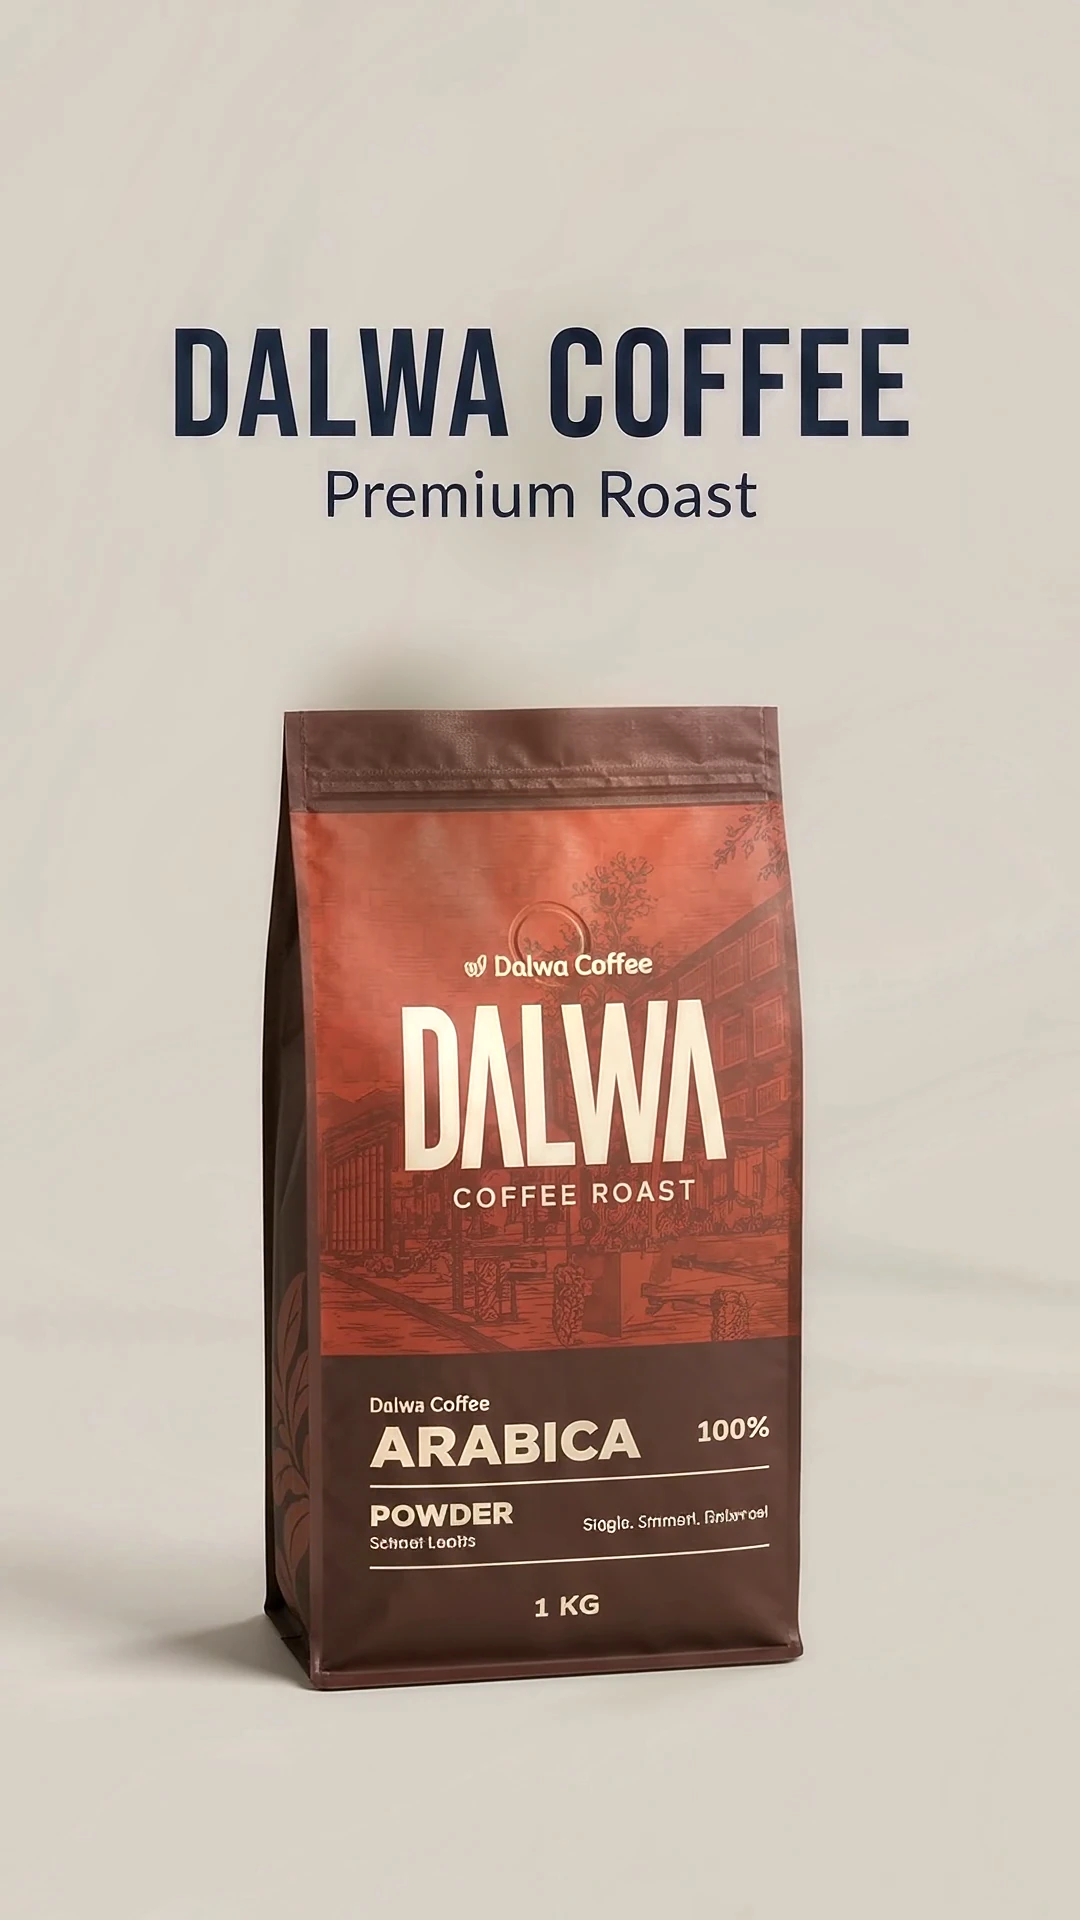 DALWA COFFEE
Premium Roast
Dalwa Coffee
DALWA
COFFEE ROAST
Dalwa Coffee
ARABICA 100%
POWDER
1 KG